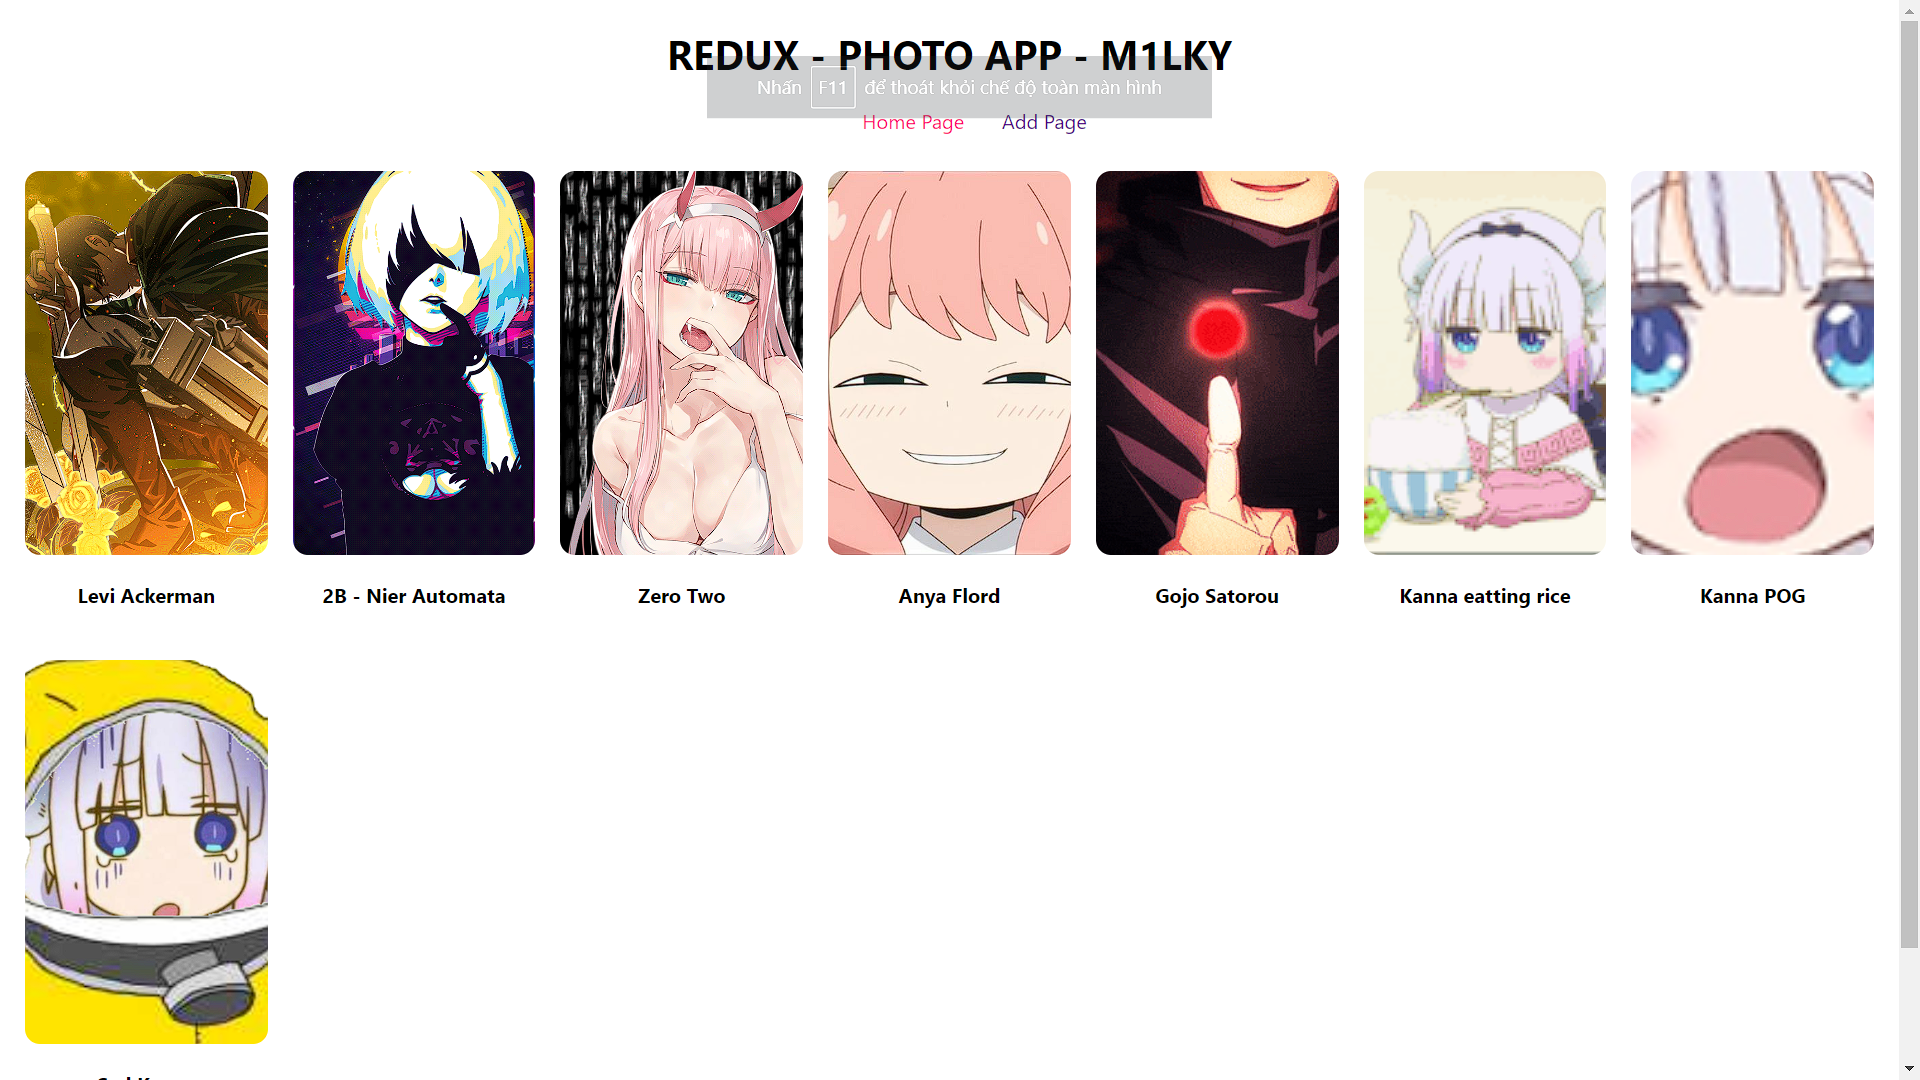 REDUX - PHOTO APP - M1LKY
Nhấn F11 để thoát khỏi chế độ toàn màn hình
Home Page Add Page
Levi Ackerman
2B - Nier Automata
Zero Two
Anya Flord
Gojo Satorou
Kanna eatting rice
Kanna POG